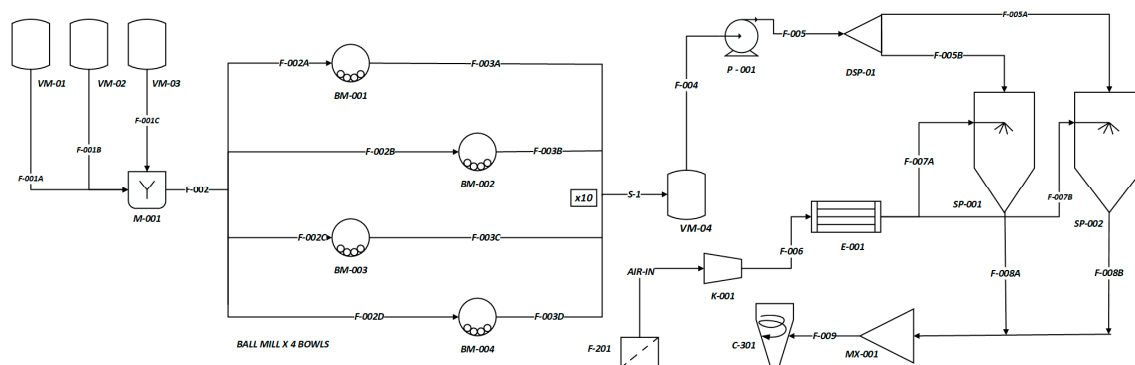 F-005A
F-005
F-005B
P - 001
DSP-01
VM-01
VM-02
VM-03
F-002A
F-003A
BM-001
F-004
F-001C
F-001B
F-002B
F-003B
F-007A
F-001A
BM-002
M-001
F-002
x10
S-1
F-007B
SP-001
SP-002
VM-04
F-002C
F-003C
E-001
F-006
BM-003
AIR-IN
F-008A
F-008B
K-001
F-002D
F-003D
BALL MILL X 4 BOWLS
BM-004
F-201
C-301
F-009
MX-001